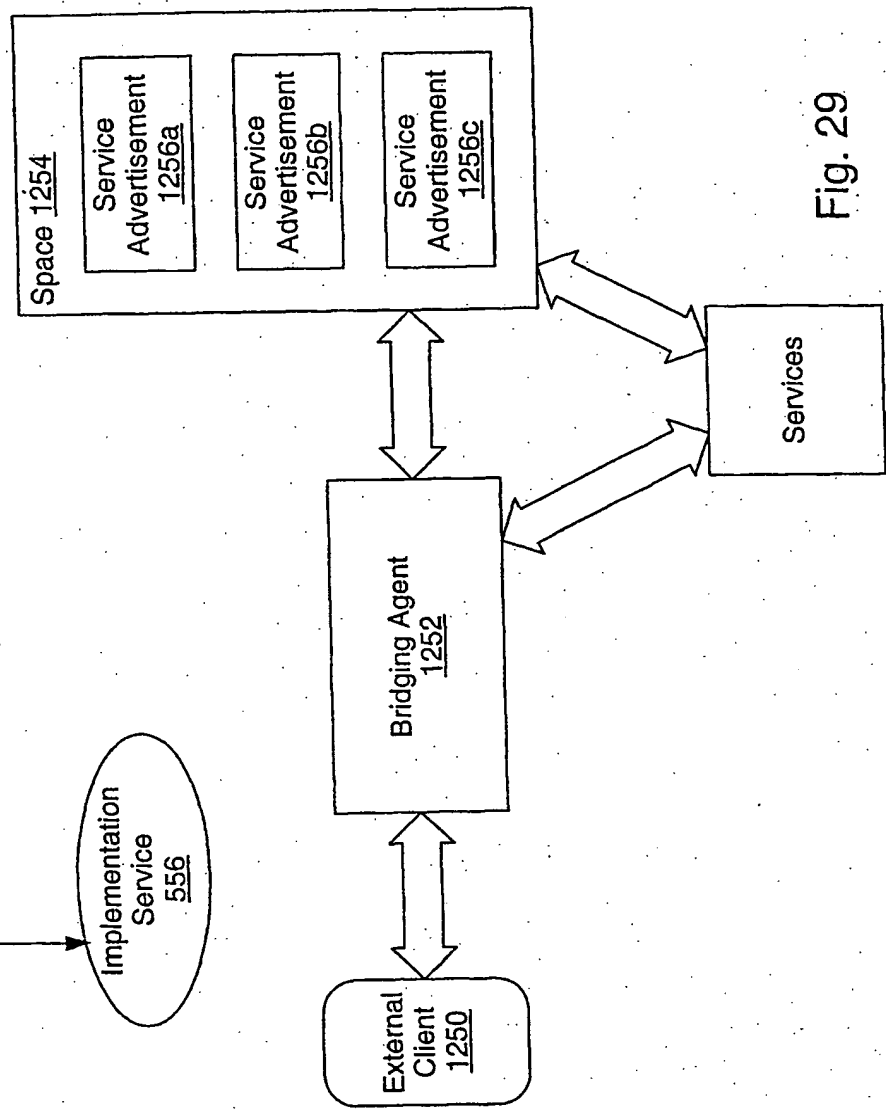 Implementation
Service
556
External
Client
1250
Bridging Agent
1252
Space 1254
Service
Advertisement
1256a
Service
Advertisement
1256b
Service
Advertisement
1256c
Services
Fig. 29